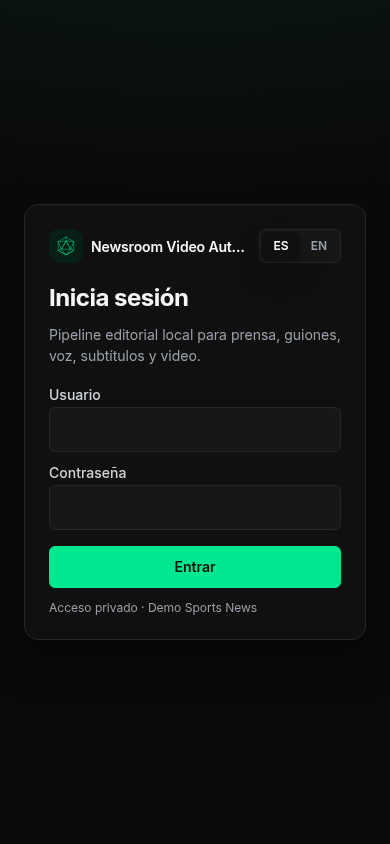 Newsroom Video Aut...
ES
EN
Inicia sesión
Pipeline editorial local para prensa, guiones,
voz, subtítulos y video.
Usuario
Contraseña
Entrar
Acceso privado · Demo Sports News